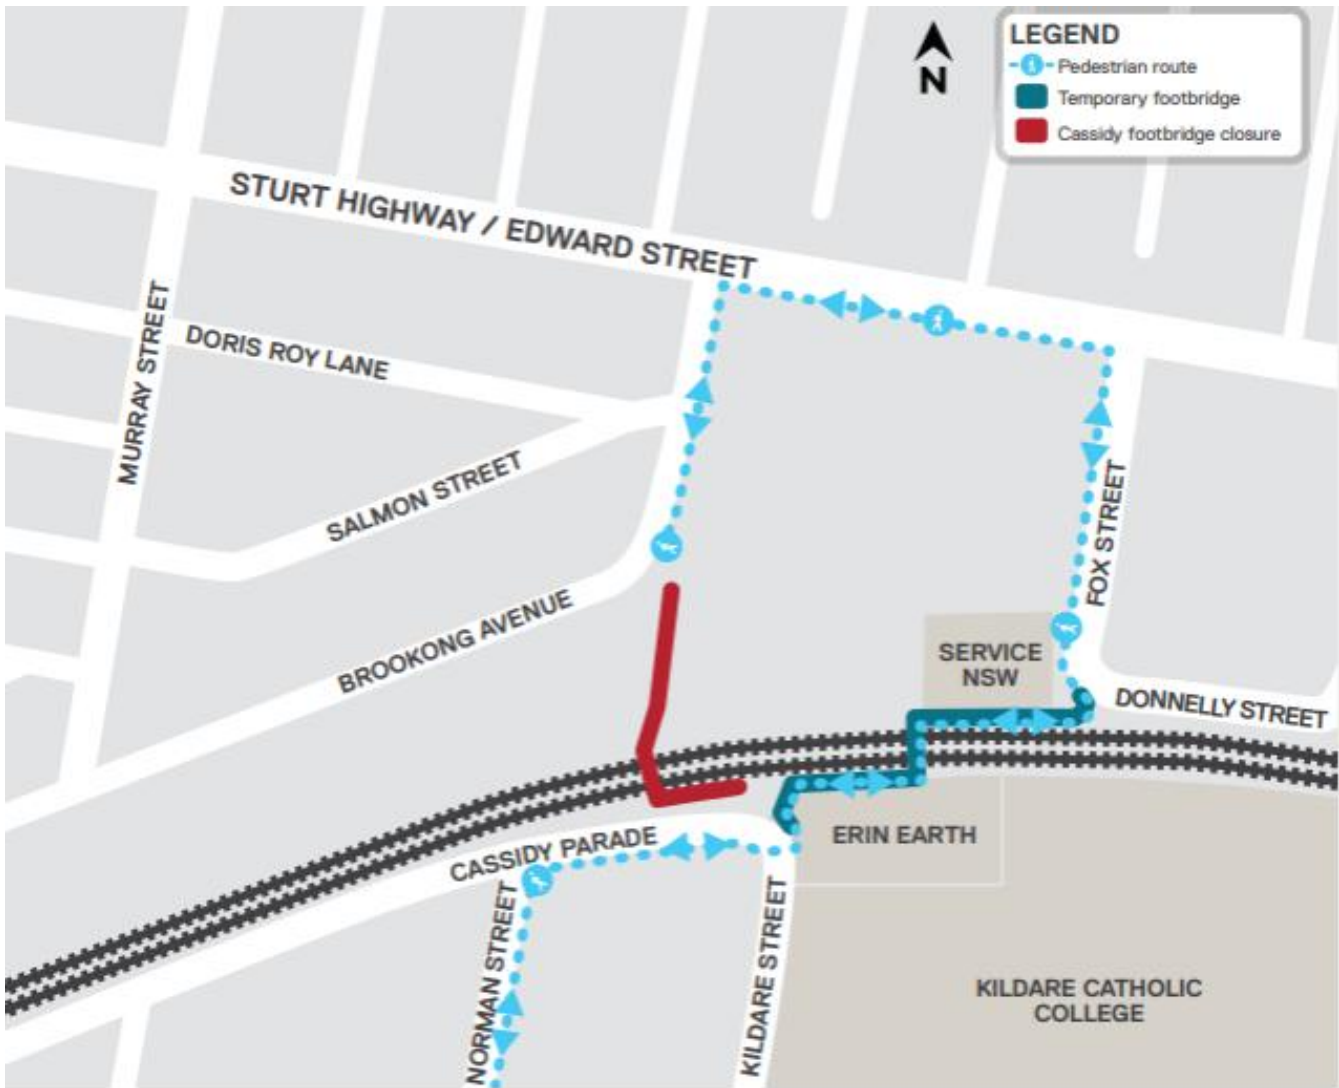 LEGEND
Pedestrian route
Temporary footbridge
Cassidy footbridge closure
N
STURT HIGHWAY / EDWARD STREET
MURRAY STREET
DORIS ROY LANE
SALMON STREET
FOX STREET
BROOKONG AVENUE
SERVICE
NSW
DONNELLY STREET
CASSIDY PARADE
ERIN EARTH
NORMAN STREET
KILDARE STREET
KILDARE CATHOLIC
COLLEGE